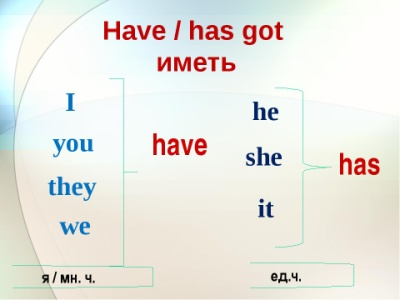 Have / has got
иметь
I
you
they
we
have
he
she
it
has
я / мн. ч.
ед.ч.